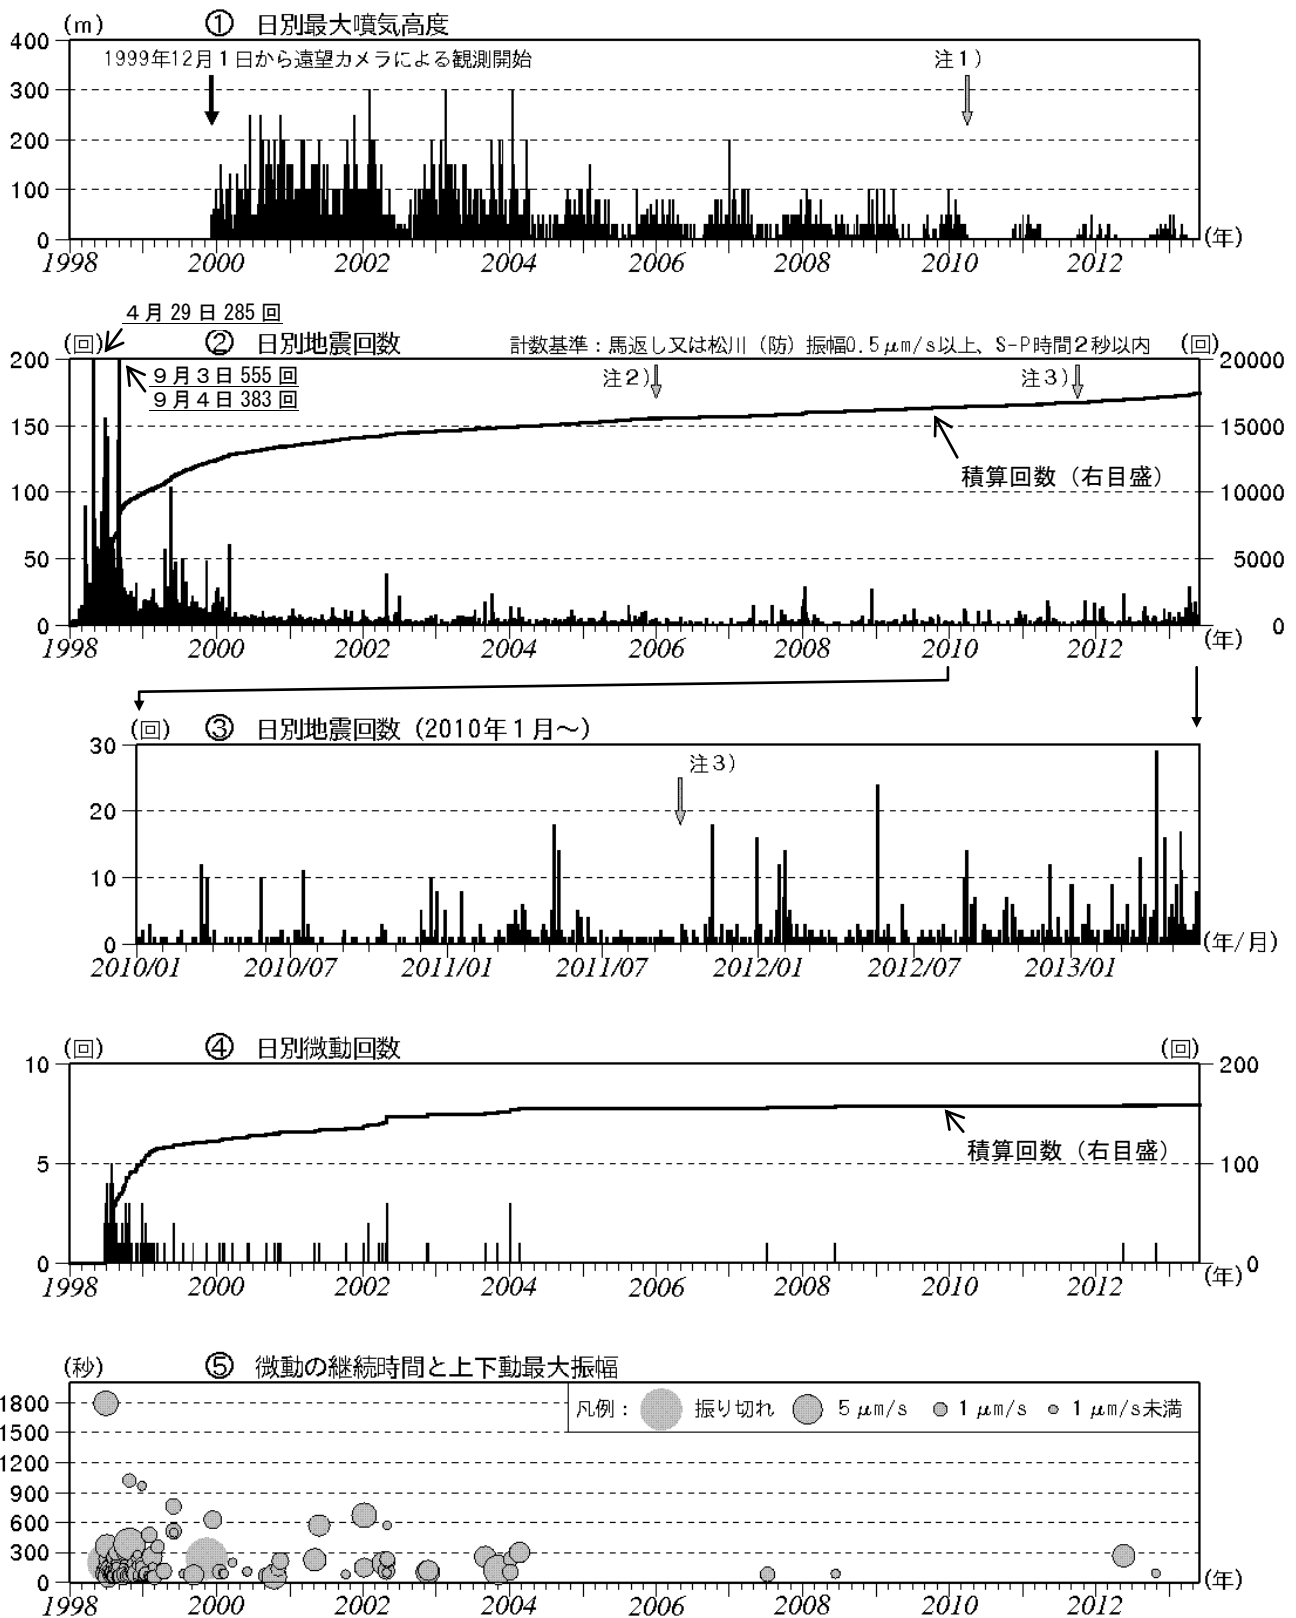 (m) ① 日別最大噴気高度
400
1999年12月1日から遠望カメラによる観測開始 注1)
300
200
100
0
1998 2000 2002 2004 2006 2008 2010 2012 (年)
4月29日285回
(回) ② 日別地震回数 計数基準：馬返し又は松川（防）振幅0.5μm/s以上、S-P時間2秒以内 (回)
200 20000
9月3日555回 注2) 注3)
9月4日383回
150 15000
積算回数（右目盛）
100 10000
50 5000
0 0
1998 2000 2002 2004 2006 2008 2010 2012 (年)
(回) ③ 日別地震回数（2010年1月～）
30
注3)
20
10
0
2010/01 2010/07 2011/01 2011/07 2012/01 2012/07 2013/01 (年/月)
(回) ④ 日別微動回数 (回)
10 200
積算回数（右目盛）
5 100
0 0
1998 2000 2002 2004 2006 2008 2010 2012 (年)
(秒) ⑤ 微動の継続時間と上下動最大振幅
1800 凡例： 振り切れ 5μm/s 1μm/s 1μm/s未満
1500
1200
900
600
300
0
1998 2000 2002 2004 2006 2008 2010 2012 (年)